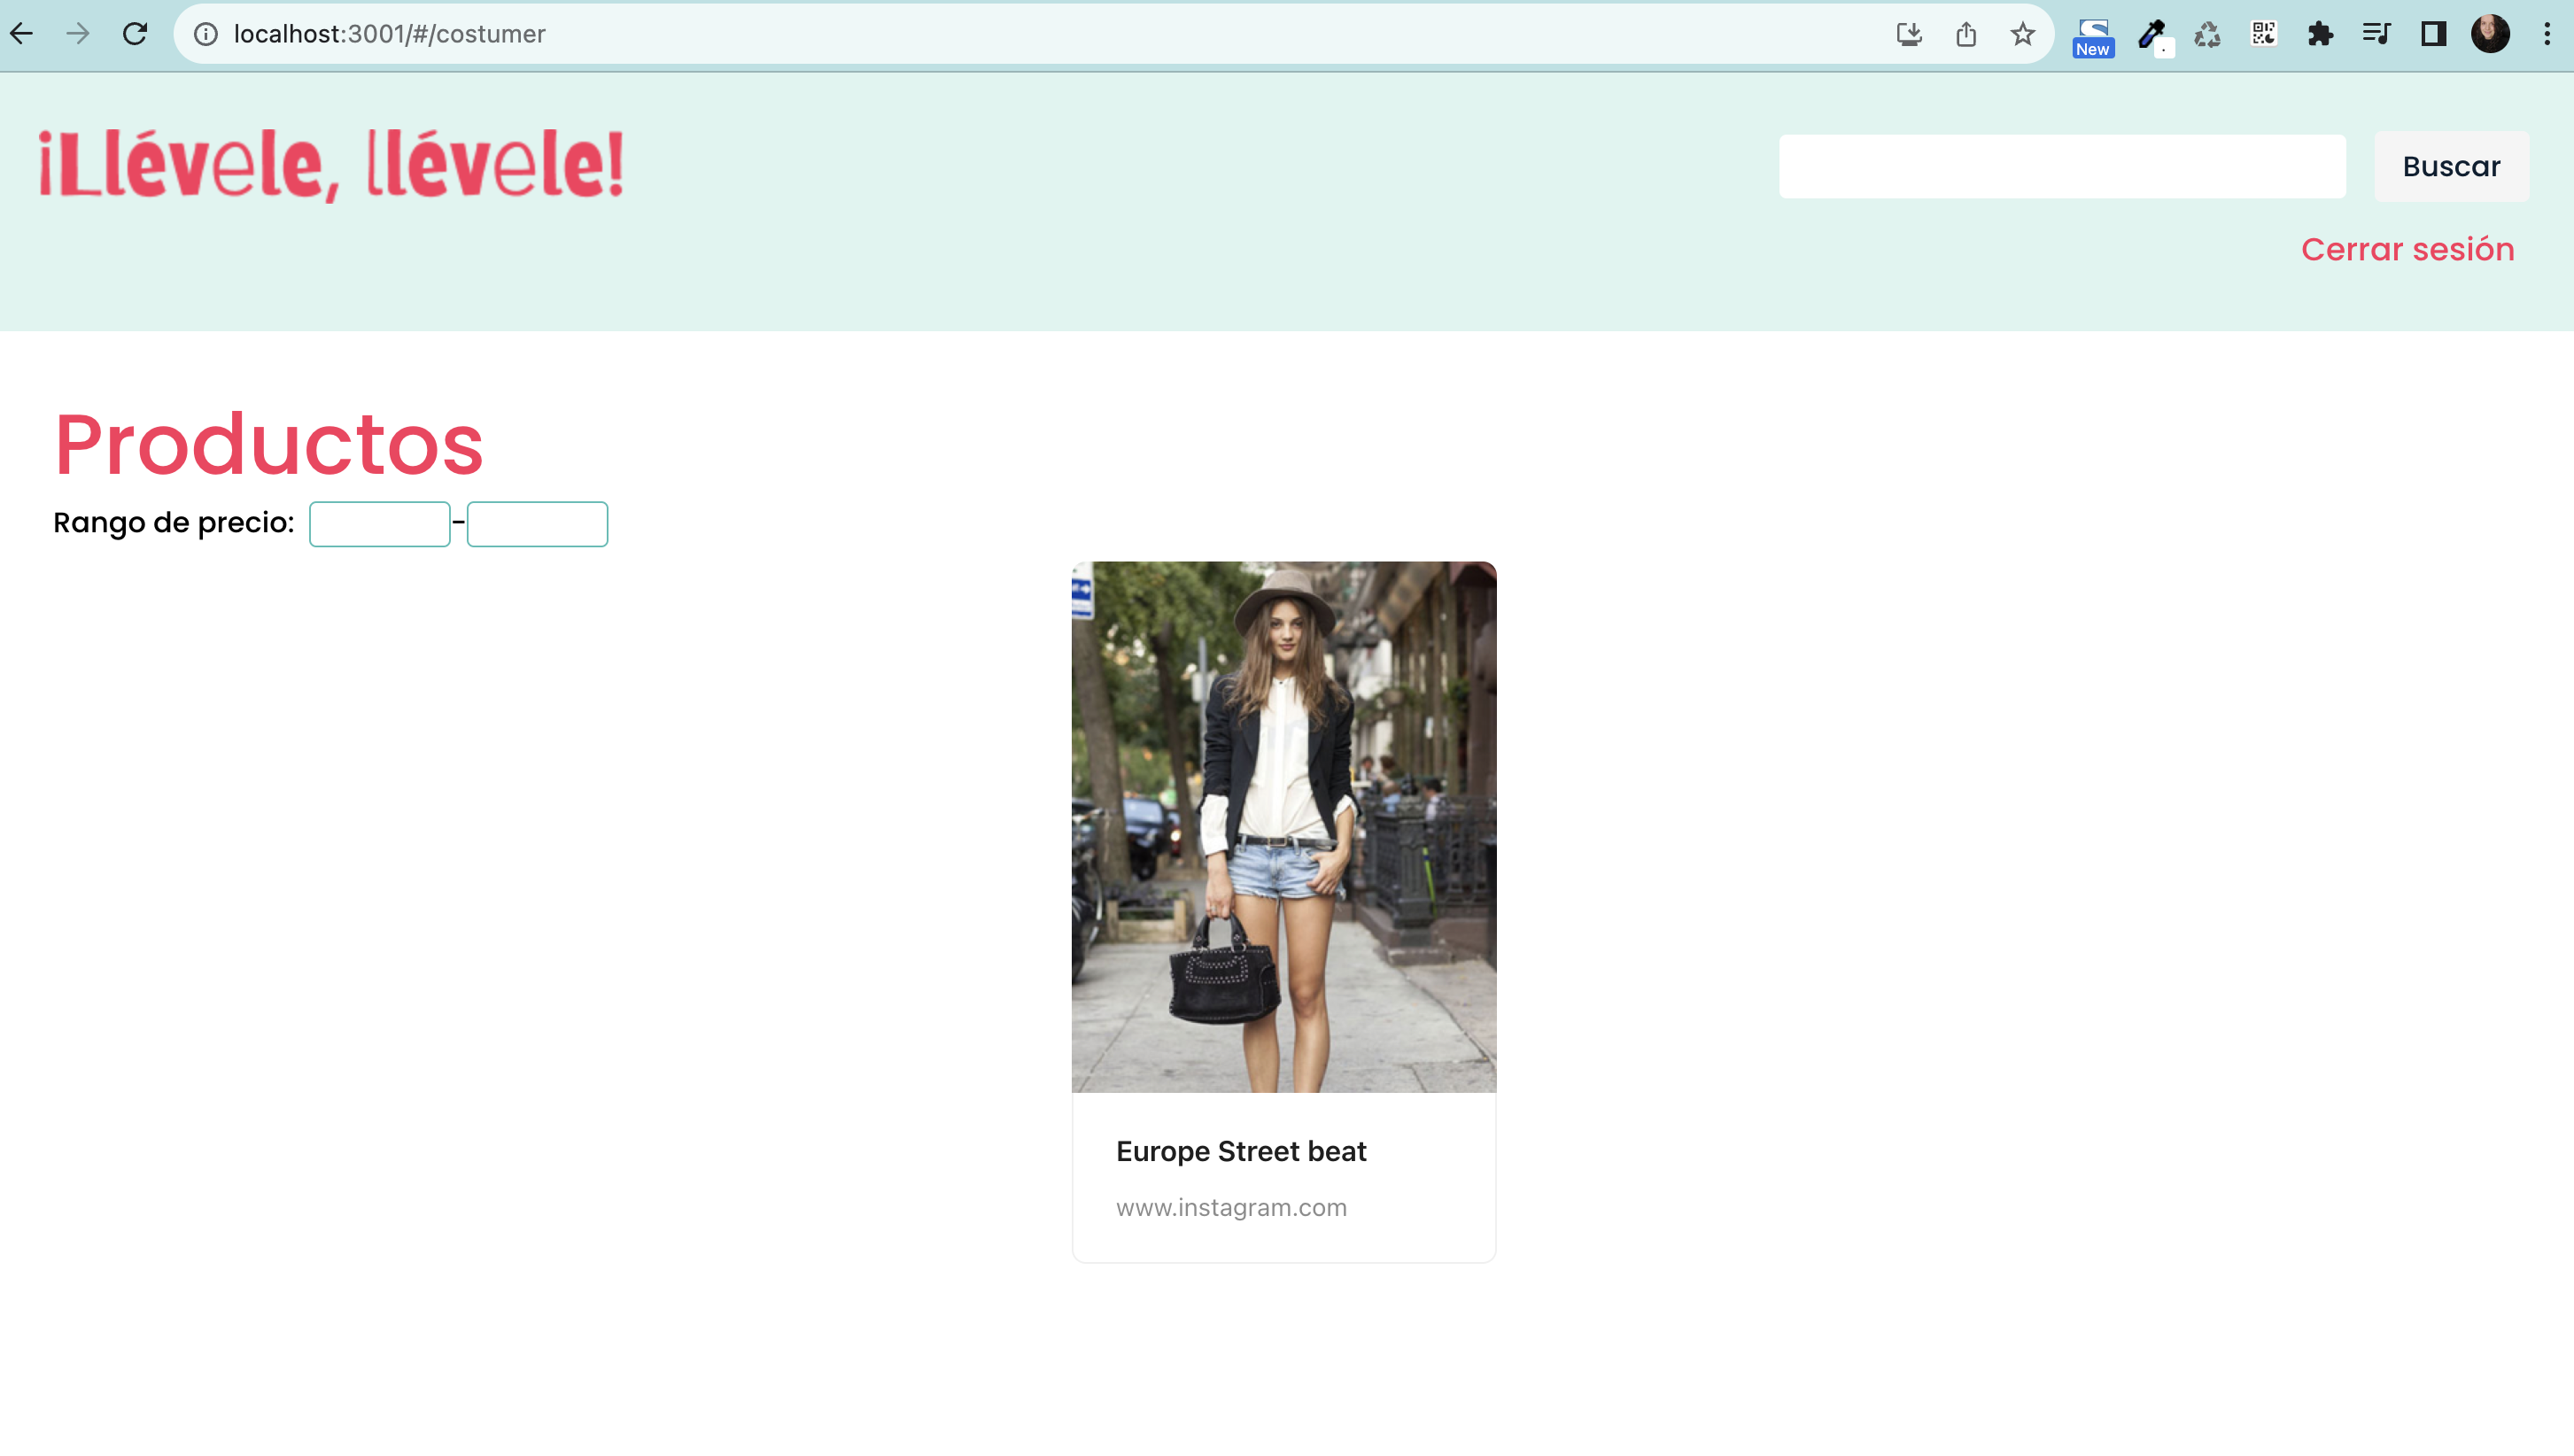 localhost:3001/#/costumer
New
¡Llévele, llévele!
Buscar
Cerrar sesión
Productos
Rango de precio: -
Europe Street beat
www.instagram.com